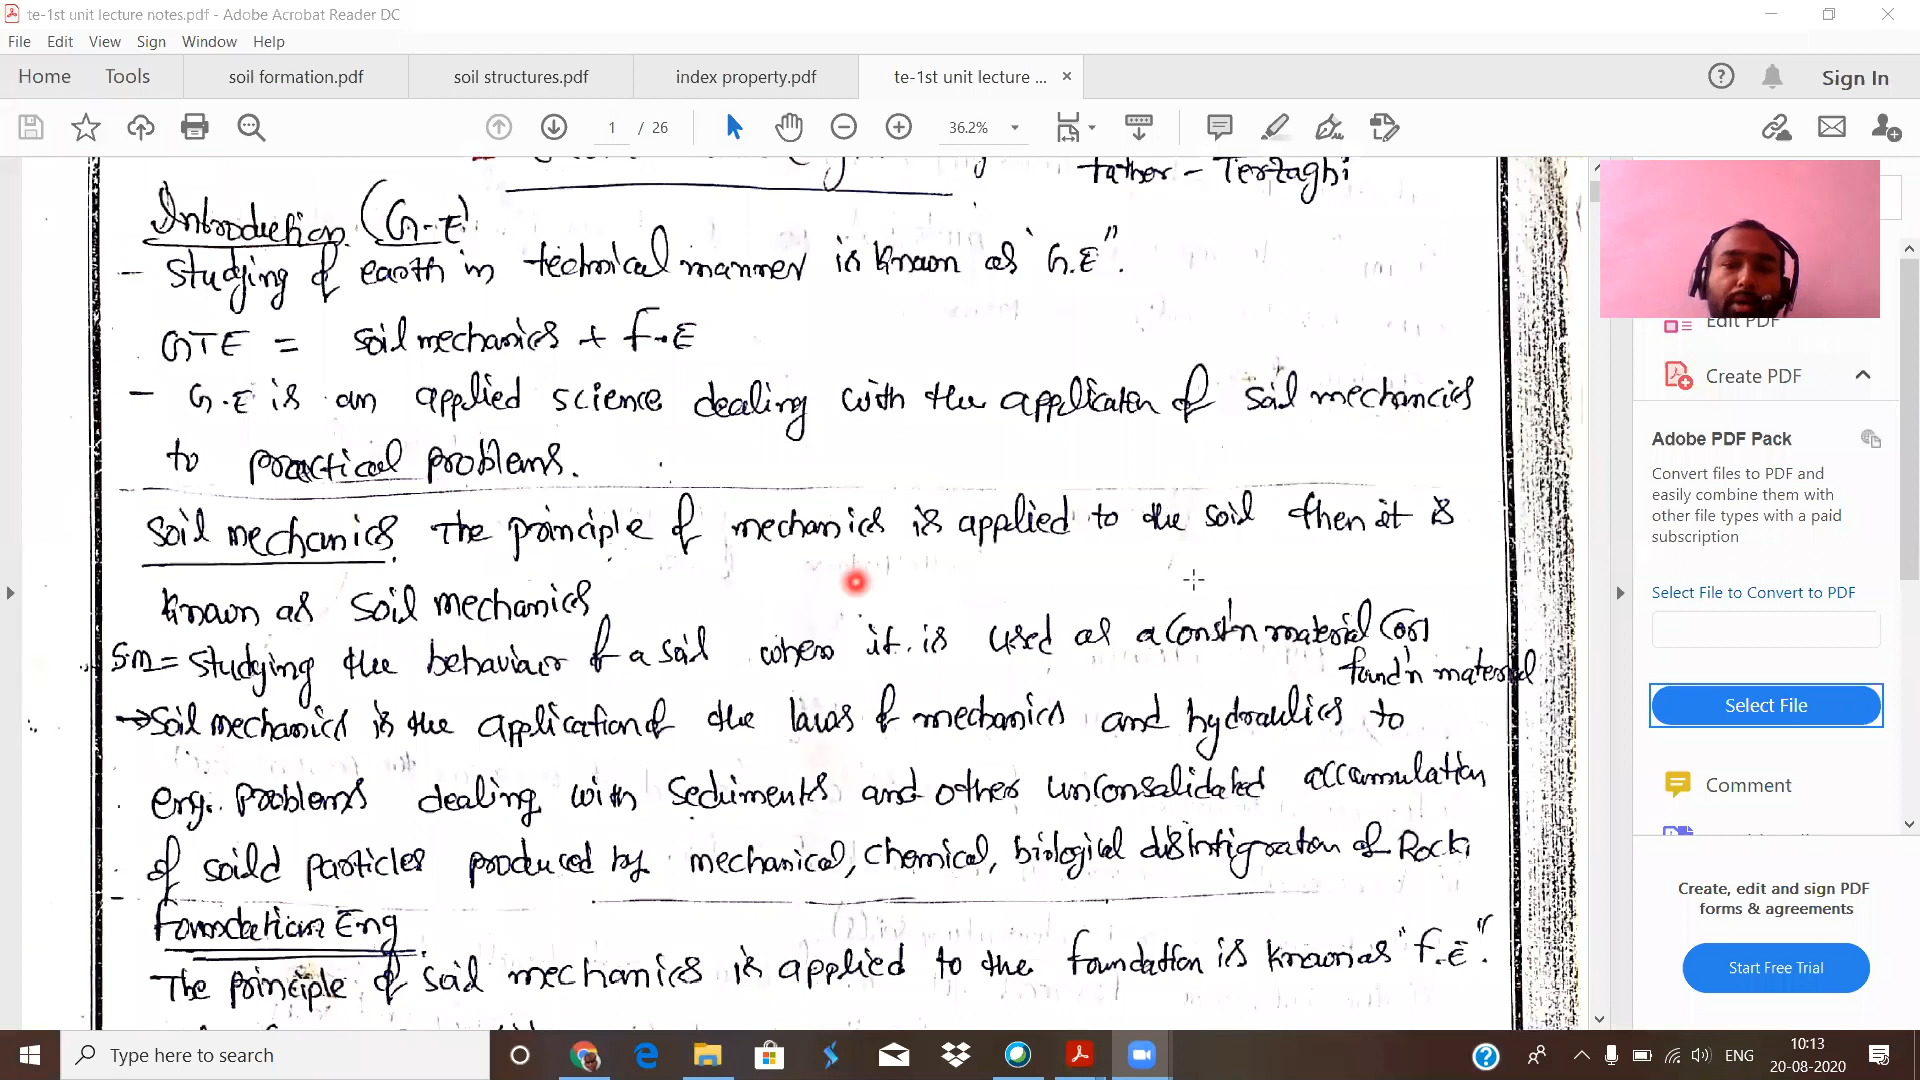 te-1st unit lecture notes.pdf - Adobe Acrobat Reader DC
File Edit View Sign Window Help
Home Tools soil formation.pdf soil structures.pdf index property.pdf te-1st unit lecture ... × Sign In
1 / 26 36.2%
father - Terzaghi
Introduction (G-E)
- Studying of earth in technical manner is known as "G.E".
GTE = soil mechanics + F.E
- G.E is an applied science dealing with the applicaton of soil mechancies
to practical problems.
Soil mechanics. The principle of mechanics is applied to the soil then it is
known as soil mechanics
SM = studying the behaviour of a soil when it is used as a constn material (or)
found'n material.
→ Soil mechanics is the application of the laws of mechanics and hydraulics to
eng. problems dealing with sediments and other unconsalidated accamulation
of soild particles produced by mechanical, chemical, biological disintigraton of Rock,
Foundation Eng
The principle of soil mechanics is applied to the foundation is known as "F.E".
Edit PDF
Create PDF
Adobe PDF Pack
Convert files to PDF and
easily combine them with
other file types with a paid
subscription
Select File to Convert to PDF
Select File
Comment
Create, edit and sign PDF
forms & agreements
Start Free Trial
Type here to search
ENG
10:13
20-08-2020